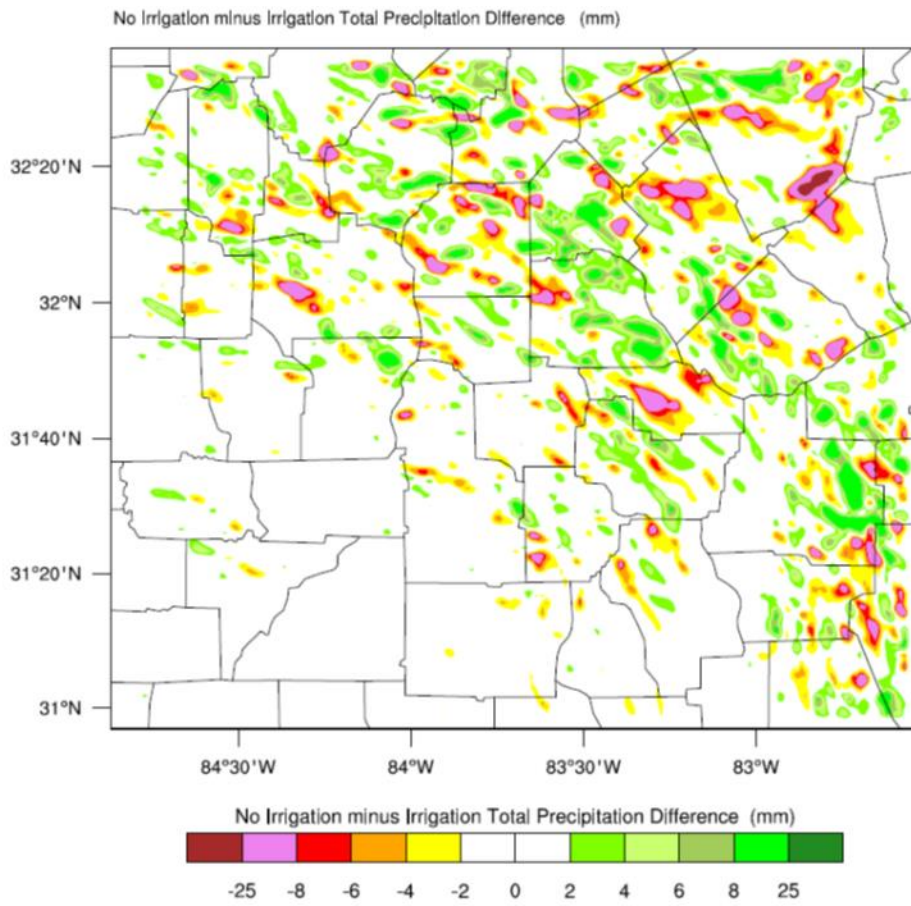 No Irrigation minus Irrigation Total Precipitation Difference (mm)
32°20'N
32°N
31°40'N
31°20'N
31°N
84°30'W
84°W
83°30'W
83°W
No Irrigation minus Irrigation Total Precipitation Difference (mm)
-25 -8 -6 -4 -2 0 2 4 6 8 25